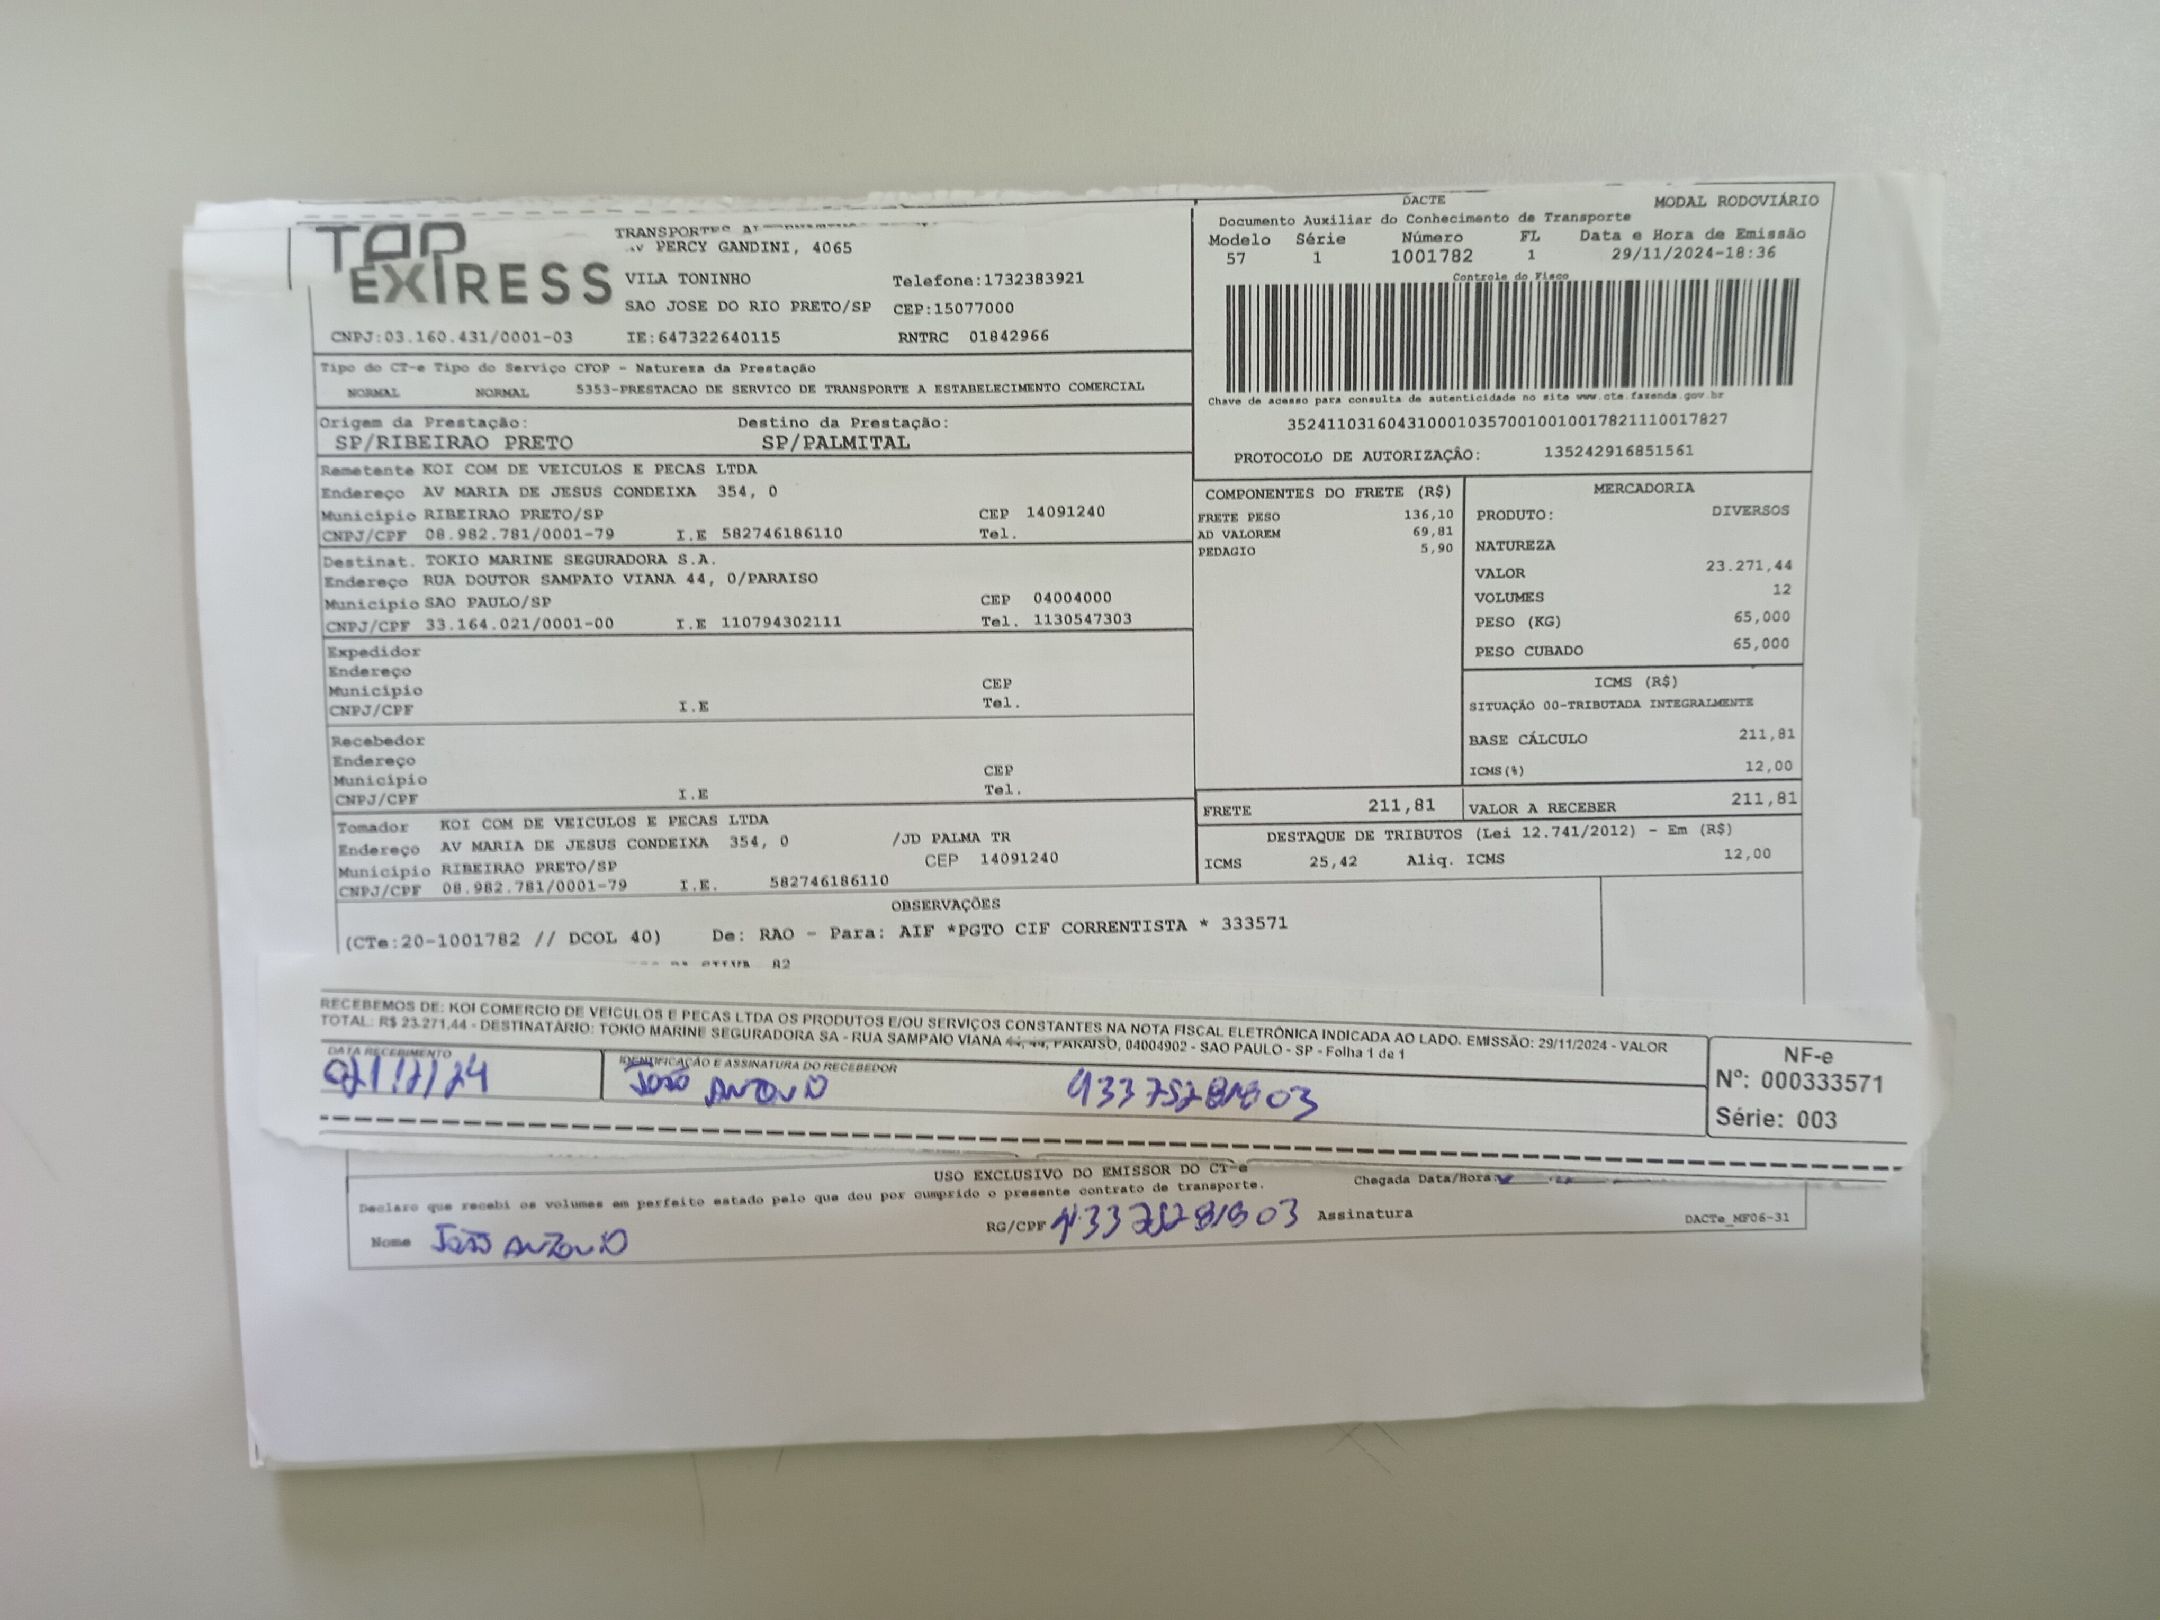 TOP
EXPRESS
TRANSPORTES
AV PERCY GANDINI, 4065
VILA TONINHO Telefone:1732383921
SAO JOSE DO RIO PRETO/SP CEP:15077000
CNPJ:03.160.431/0001-03 IE:647322640115 RNTRC 01842966
DACTE MODAL RODOVIÁRIO
Documento Auxiliar do Conhecimento de Transporte
Modelo Série Número FL Data e Hora de Emissão
57 1 1001782 1 29/11/2024-18:36
Controle do Fisco
Chave de acesso para consulta de autenticidade no site www.cte.fazenda.gov.br
35241103160431000103570010010017821110017827
PROTOCOLO DE AUTORIZAÇÃO: 135242916851561
Tipo do CT-e Tipo do Serviço CFOP - Natureza da Prestação
NORMAL NORMAL 5353-PRESTACAO DE SERVICO DE TRANSPORTE A ESTABELECIMENTO COMERCIAL
Origem da Prestação: Destino da Prestação:
SP/RIBEIRAO PRETO SP/PALMITAL
Remetente KOI COM DE VEICULOS E PECAS LTDA
Endereço AV MARIA DE JESUS CONDEIXA 354, 0
Município RIBEIRAO PRETO/SP CEP 14091240
CNPJ/CPF 08.982.781/0001-79 I.E 582746186110 Tel.
Destinat. TOKIO MARINE SEGURADORA S.A.
Endereço RUA DOUTOR SAMPAIO VIANA 44, 0/PARAISO
Município SAO PAULO/SP CEP 04004000
CNPJ/CPF 33.164.021/0001-00 I.E 110794302111 Tel. 1130547303
Expedidor
Endereço
Município CEP
CNPJ/CPF I.E Tel.
Recebedor
Endereço
Município CEP
CNPJ/CPF I.E Tel.
Tomador KOI COM DE VEICULOS E PECAS LTDA
Endereço AV MARIA DE JESUS CONDEIXA 354, 0 /JD PALMA TR
Município RIBEIRAO PRETO/SP CEP 14091240
CNPJ/CPF 08.982.781/0001-79 I.E. 582746186110
COMPONENTES DO FRETE (R$)
FRETE PESO 136,10
AD VALOREM 69,81
PEDAGIO 5,90
MERCADORIA
PRODUTO: DIVERSOS
NATUREZA
VALOR 23.271,44
VOLUMES 12
PESO (KG) 65,000
PESO CUBADO 65,000
ICMS (R$)
SITUAÇÃO 00-TRIBUTADA INTEGRALMENTE
BASE CÁLCULO 211,81
ICMS(%) 12,00
FRETE 211,81 VALOR A RECEBER 211,81
DESTAQUE DE TRIBUTOS (Lei 12.741/2012) - Em (R$)
ICMS 25,42 Aliq. ICMS 12,00
OBSERVAÇÕES
(CTe:20-1001782 // DCOL 40) De: RAO - Para: AIF *PGTO CIF CORRENTISTA * 333571
RECEBEMOS DE: KOI COMERCIO DE VEICULOS E PECAS LTDA OS PRODUTOS E/OU SERVIÇOS CONSTANTES NA NOTA FISCAL ELETRÔNICA INDICADA AO LADO. EMISSÃO: 29/11/2024 - VALOR
TOTAL: R$ 23.271,44 - DESTINATÁRIO: TOKIO MARINE SEGURADORA SA - RUA SAMPAIO VIANA 44, 44, PARAISO, 04004902 - SAO PAULO - SP - Folha 1 de 1
DATA RECEBIMENTO IDENTIFICAÇÃO E ASSINATURA DO RECEBEDOR
JOÃO ANTONIO
NF-e
Nº: 000333571
Série: 003
USO EXCLUSIVO DO EMISSOR DO CT-e
Chegada Data/Hora:
Declaro que recebi os volumes em perfeito estado pelo que dou por cumprido o presente contrato de transporte.
Nome JOÃO ANTONIO RG/CPF Assinatura DACTe_MF06-31